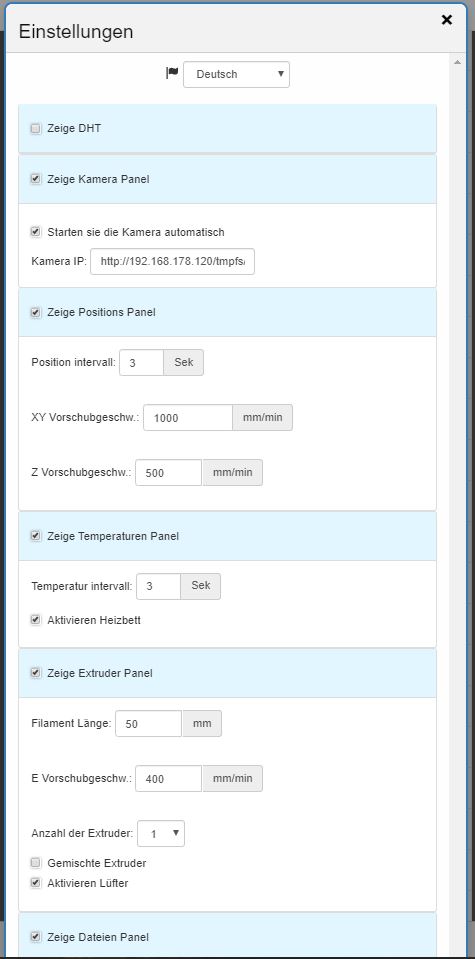 Einstellungen
Deutsch
Zeige DHT
Zeige Kamera Panel
Starten sie die Kamera automatisch
Kamera IP: http://192.168.178.120/tmpfs/
Zeige Positions Panel
Position intervall: 3 Sek
XY Vorschubgeschw.: 1000 mm/min
Z Vorschubgeschw.: 500 mm/min
Zeige Temperaturen Panel
Temperatur intervall: 3 Sek
Aktivieren Heizbett
Zeige Extruder Panel
Filament Länge: 50 mm
E Vorschubgeschw.: 400 mm/min
Anzahl der Extruder: 1
Gemischte Extruder
Aktivieren Lüfter
Zeige Dateien Panel